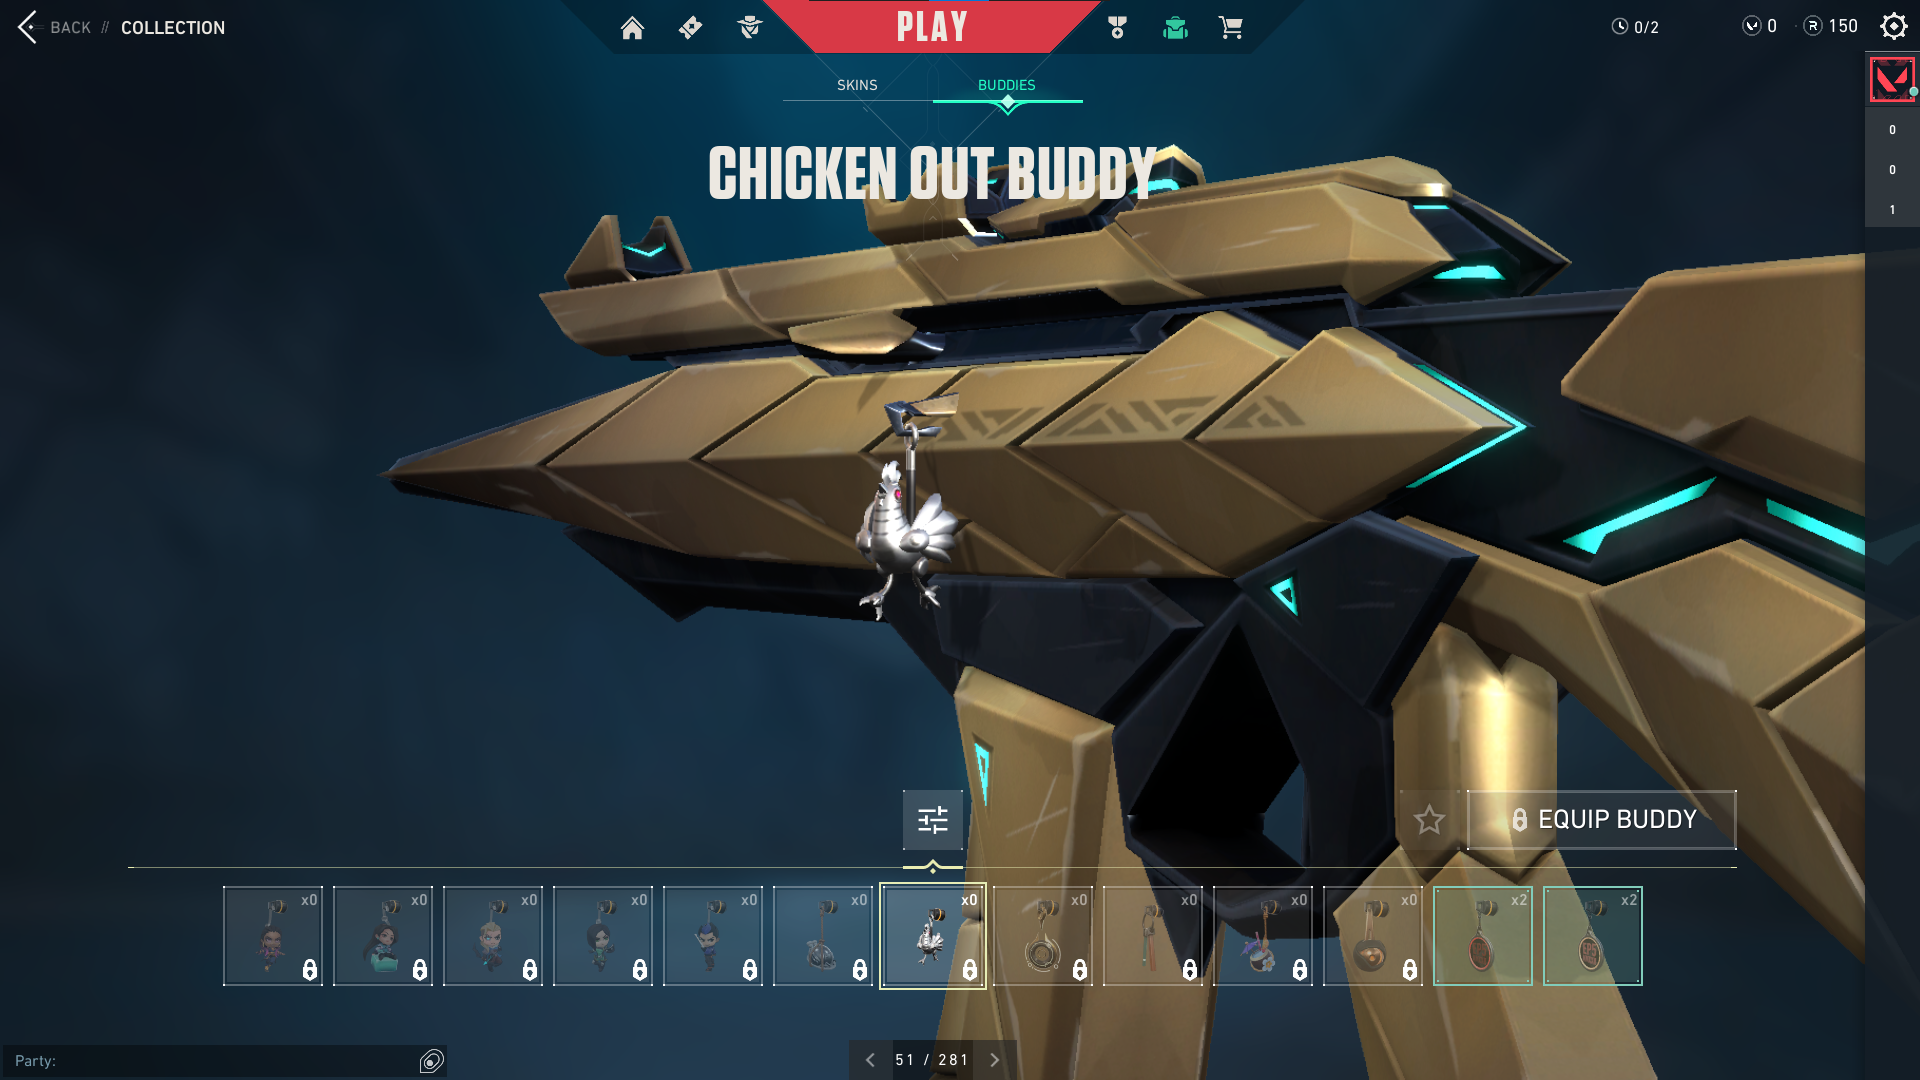 BACK // COLLECTION
PLAY
0/2
0
150
SKINS
BUDDIES
CHICKEN OUT BUDDY
0
0
1
EQUIP BUDDY
x0
x0
x0
x0
x0
x0
x0
x0
x0
x0
x0
x2
x2
Party:
51 / 281